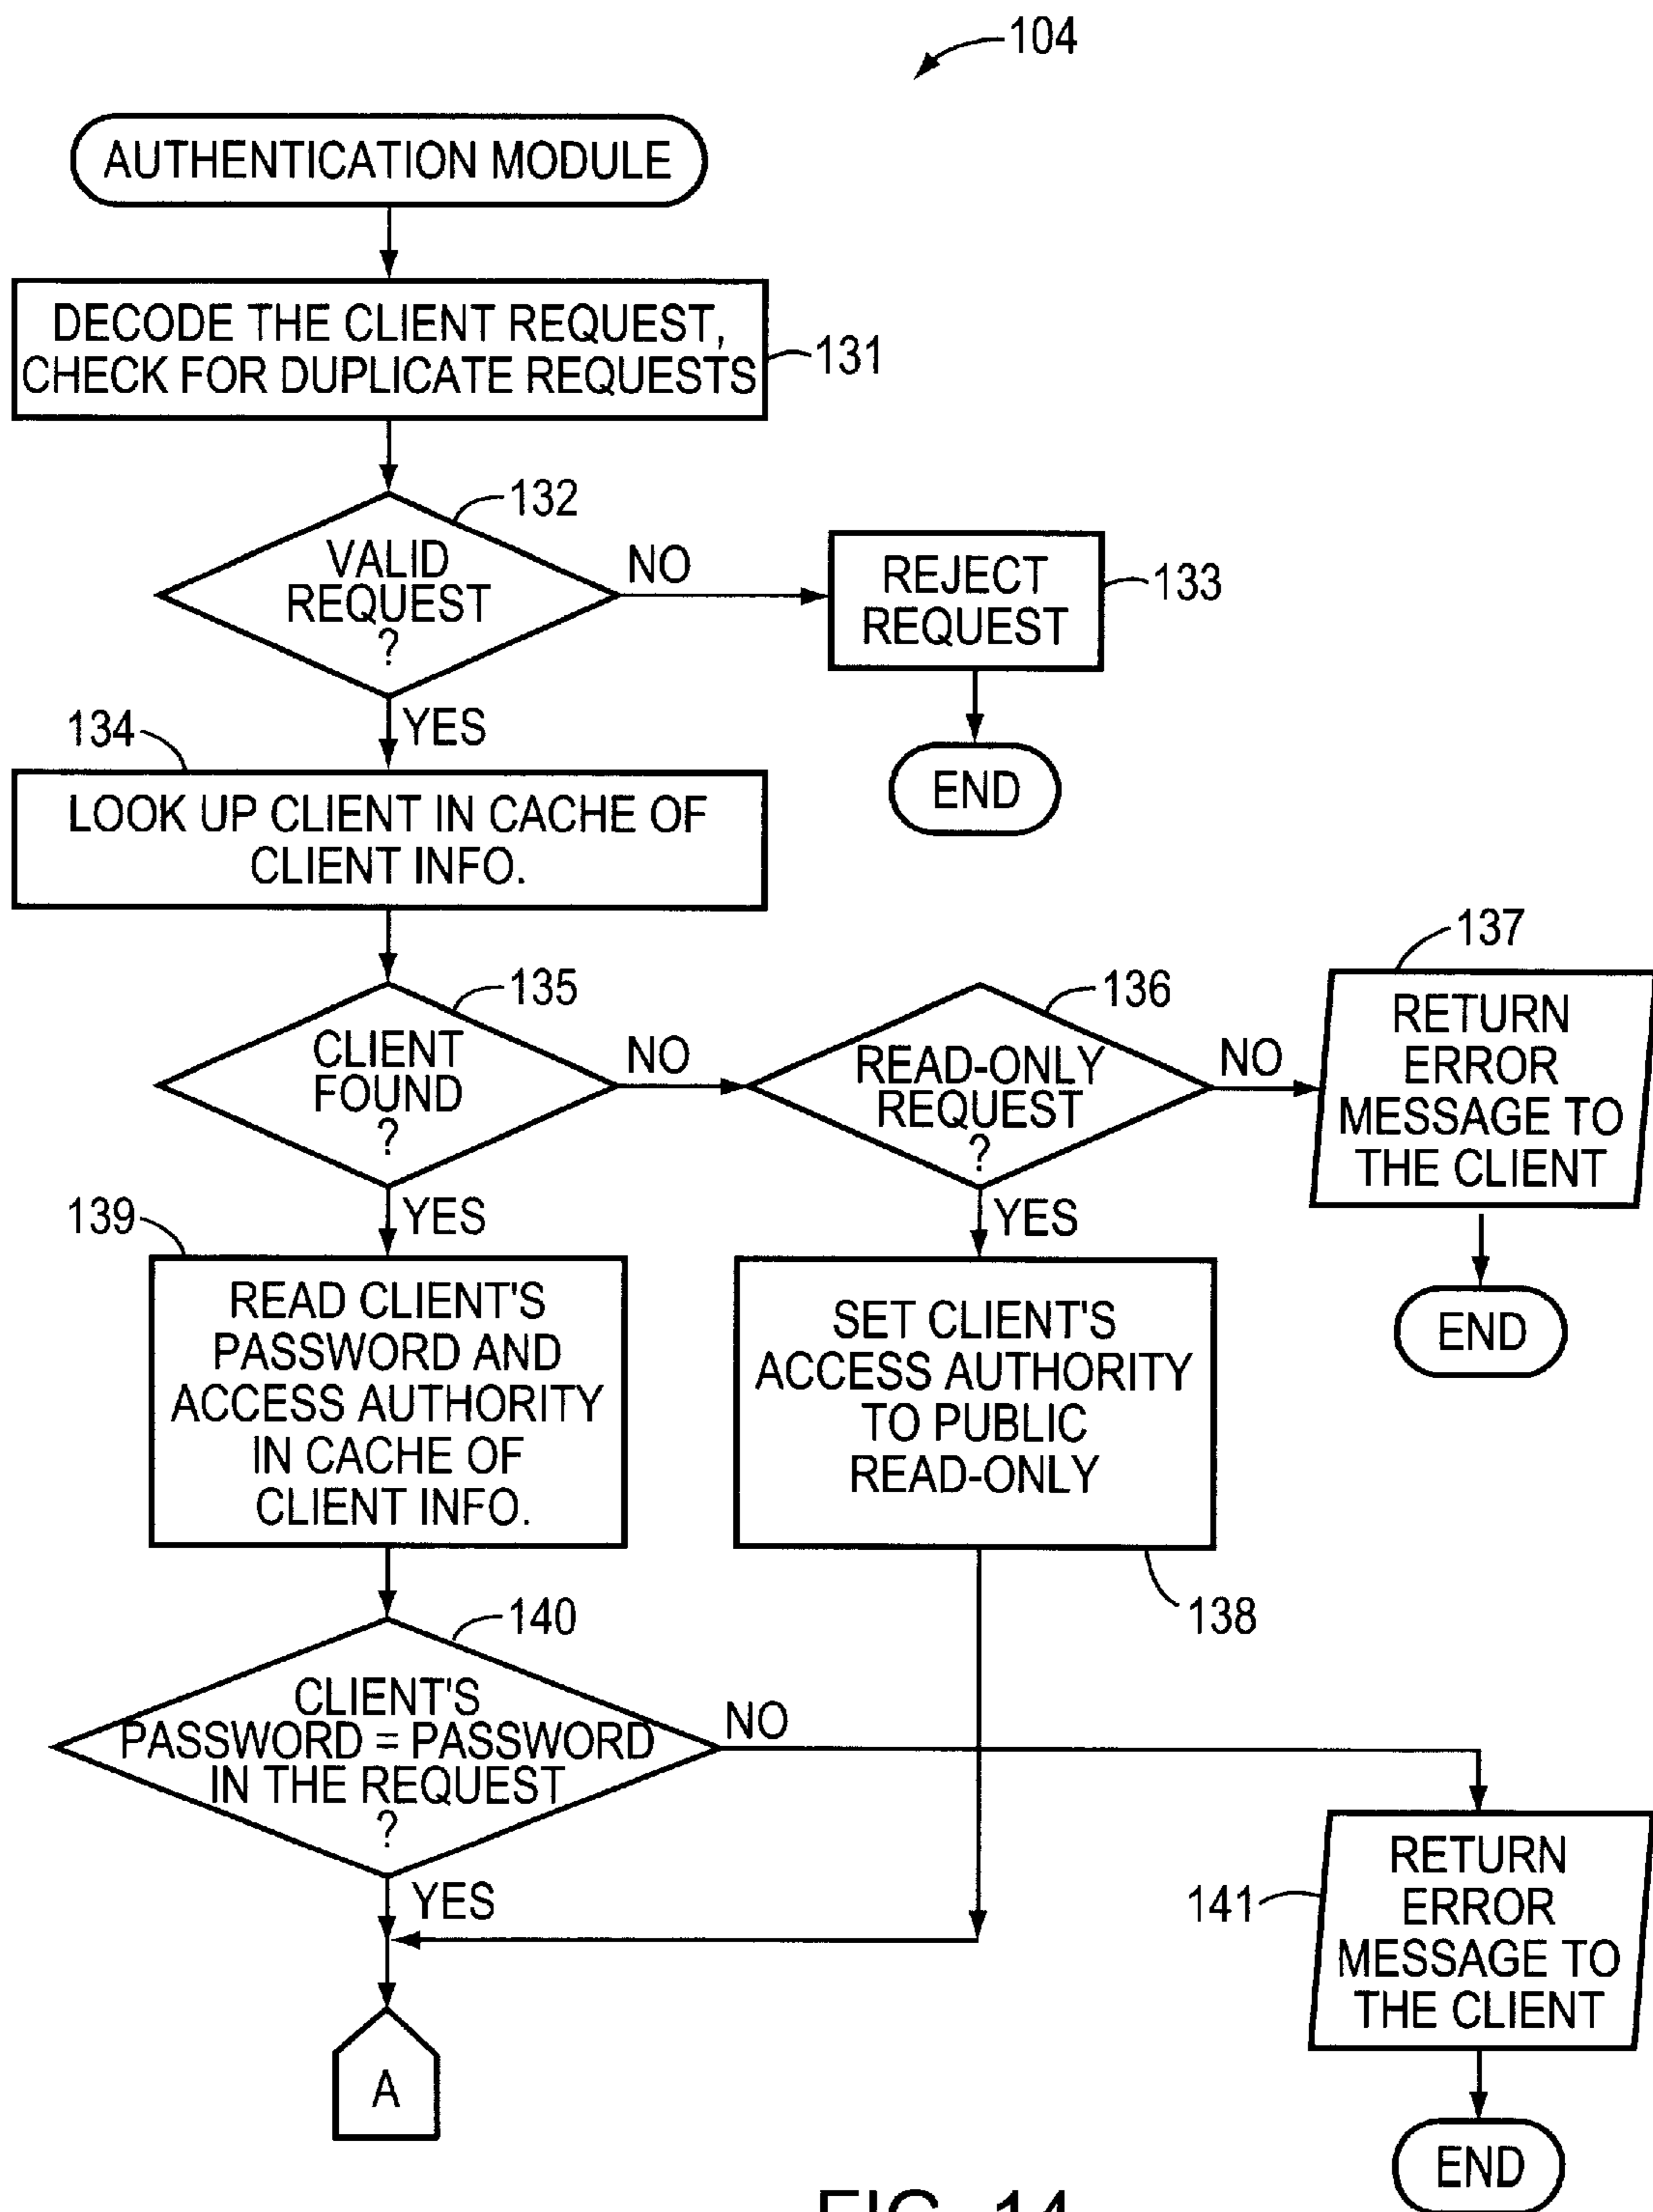 104
AUTHENTICATION MODULE
DECODE THE CLIENT REQUEST,
CHECK FOR DUPLICATE REQUESTS
131
132
VALID
REQUEST
?
NO
REJECT
REQUEST
133
END
YES
134
LOOK UP CLIENT IN CACHE OF
CLIENT INFO.
135
CLIENT
FOUND
?
NO
136
READ-ONLY
REQUEST
?
NO
137
RETURN
ERROR
MESSAGE TO
THE CLIENT
END
YES
139
READ CLIENT'S
PASSWORD AND
ACCESS AUTHORITY
IN CACHE OF
CLIENT INFO.
YES
SET CLIENT'S
ACCESS AUTHORITY
TO PUBLIC
READ-ONLY
138
140
CLIENT'S
PASSWORD = PASSWORD
IN THE REQUEST
?
NO
YES
141
RETURN
ERROR
MESSAGE TO
THE CLIENT
END
A
FIG. 14